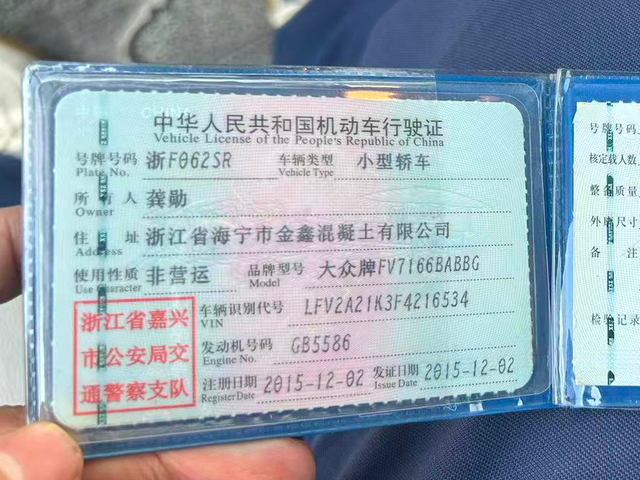 中华人民共和国机动车行驶证
Vehicle License of the People's Republic of China
号牌号码 浙F062SR 车辆类型 小型轿车
Plate No. Vehicle Type
所有人 龚勋
Owner
住址 浙江省海宁市金鑫混凝土有限公司
Address
使用性质 非营运 品牌型号 大众牌FV7166BABBG
Use Character Model
浙江省嘉兴
市公安局交
通警察支队
车辆识别代号 LFV2A21K3F4216534
VIN
发动机号码 GB5586
Engine No.
注册日期 2015-12-02 发证日期 2015-12-02
Register Date Issue Date
号牌号码
核定载人数
整备质量
外廓尺寸
备注
检验记录